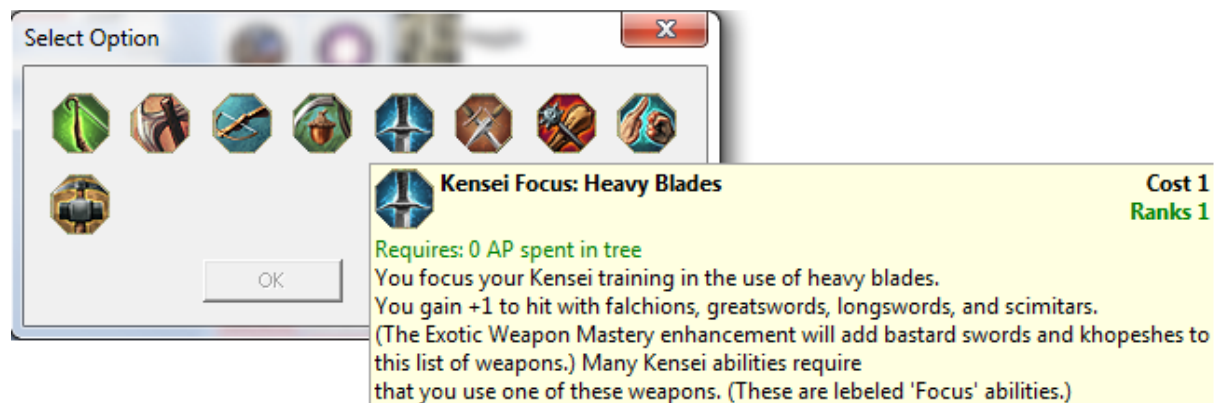 Select Option
Kensei Focus: Heavy Blades
Cost 1
Ranks 1
Requires: 0 AP spent in tree
You focus your Kensei training in the use of heavy blades.
You gain +1 to hit with falchions, greatswords, longswords, and scimitars.
(The Exotic Weapon Mastery enhancement will add bastard swords and khopeshes to
this list of weapons.) Many Kensei abilities require
that you use one of these weapons. (These are lebeled 'Focus' abilities.)
OK